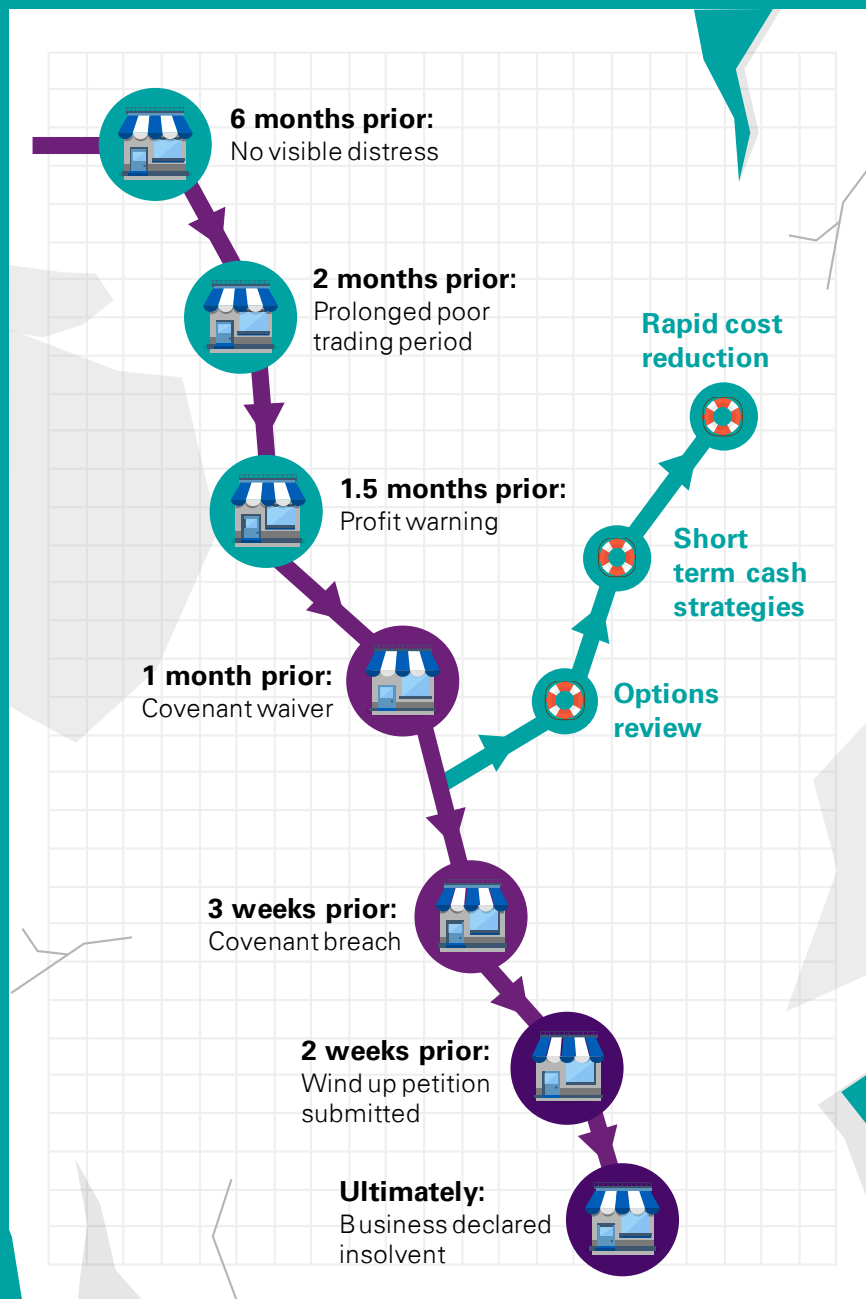 6 months prior:
No visible distress
2 months prior:
Prolonged poor
trading period
Rapid cost
reduction
1.5 months prior:
Profit warning
Short
term cash
strategies
1 month prior:
Covenant waiver
Options
review
3 weeks prior:
Covenant breach
2 weeks prior:
Wind up petition
submitted
Ultimately:
Business declared
insolvent